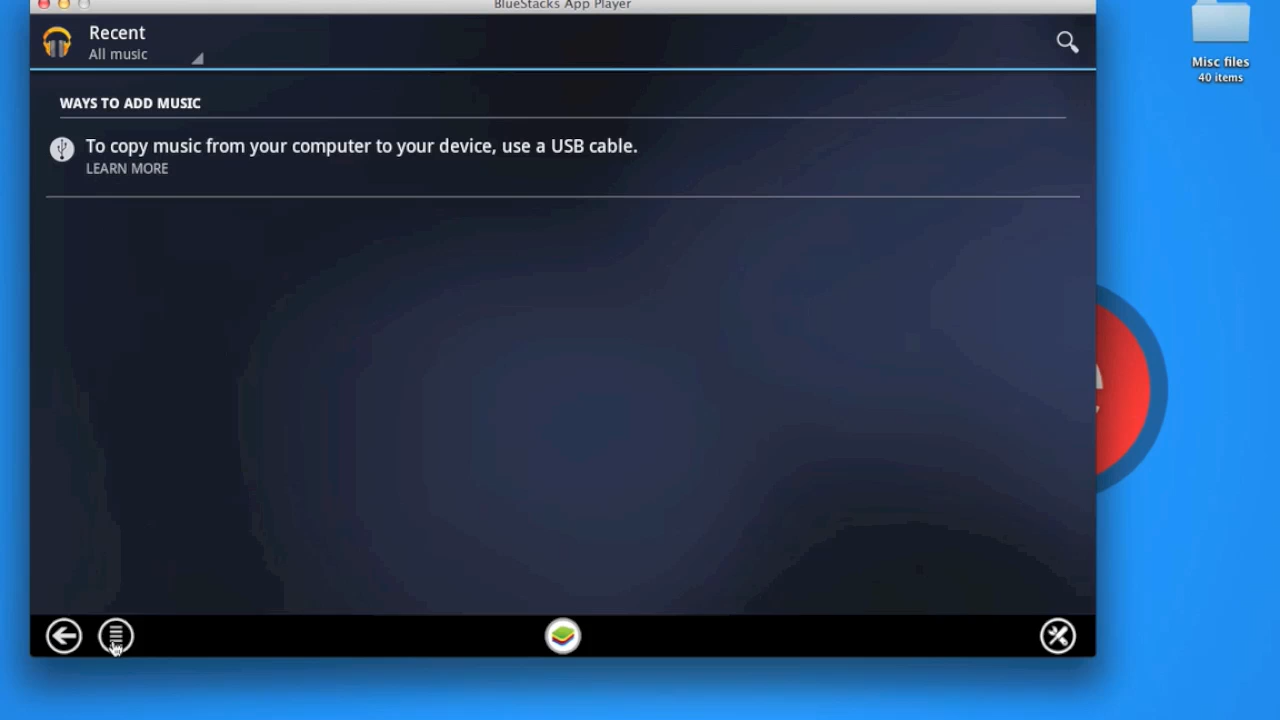 BlueStacks App Player
Recent
All music
Misc files
40 items
WAYS TO ADD MUSIC
To copy music from your computer to your device, use a USB cable.
LEARN MORE
e